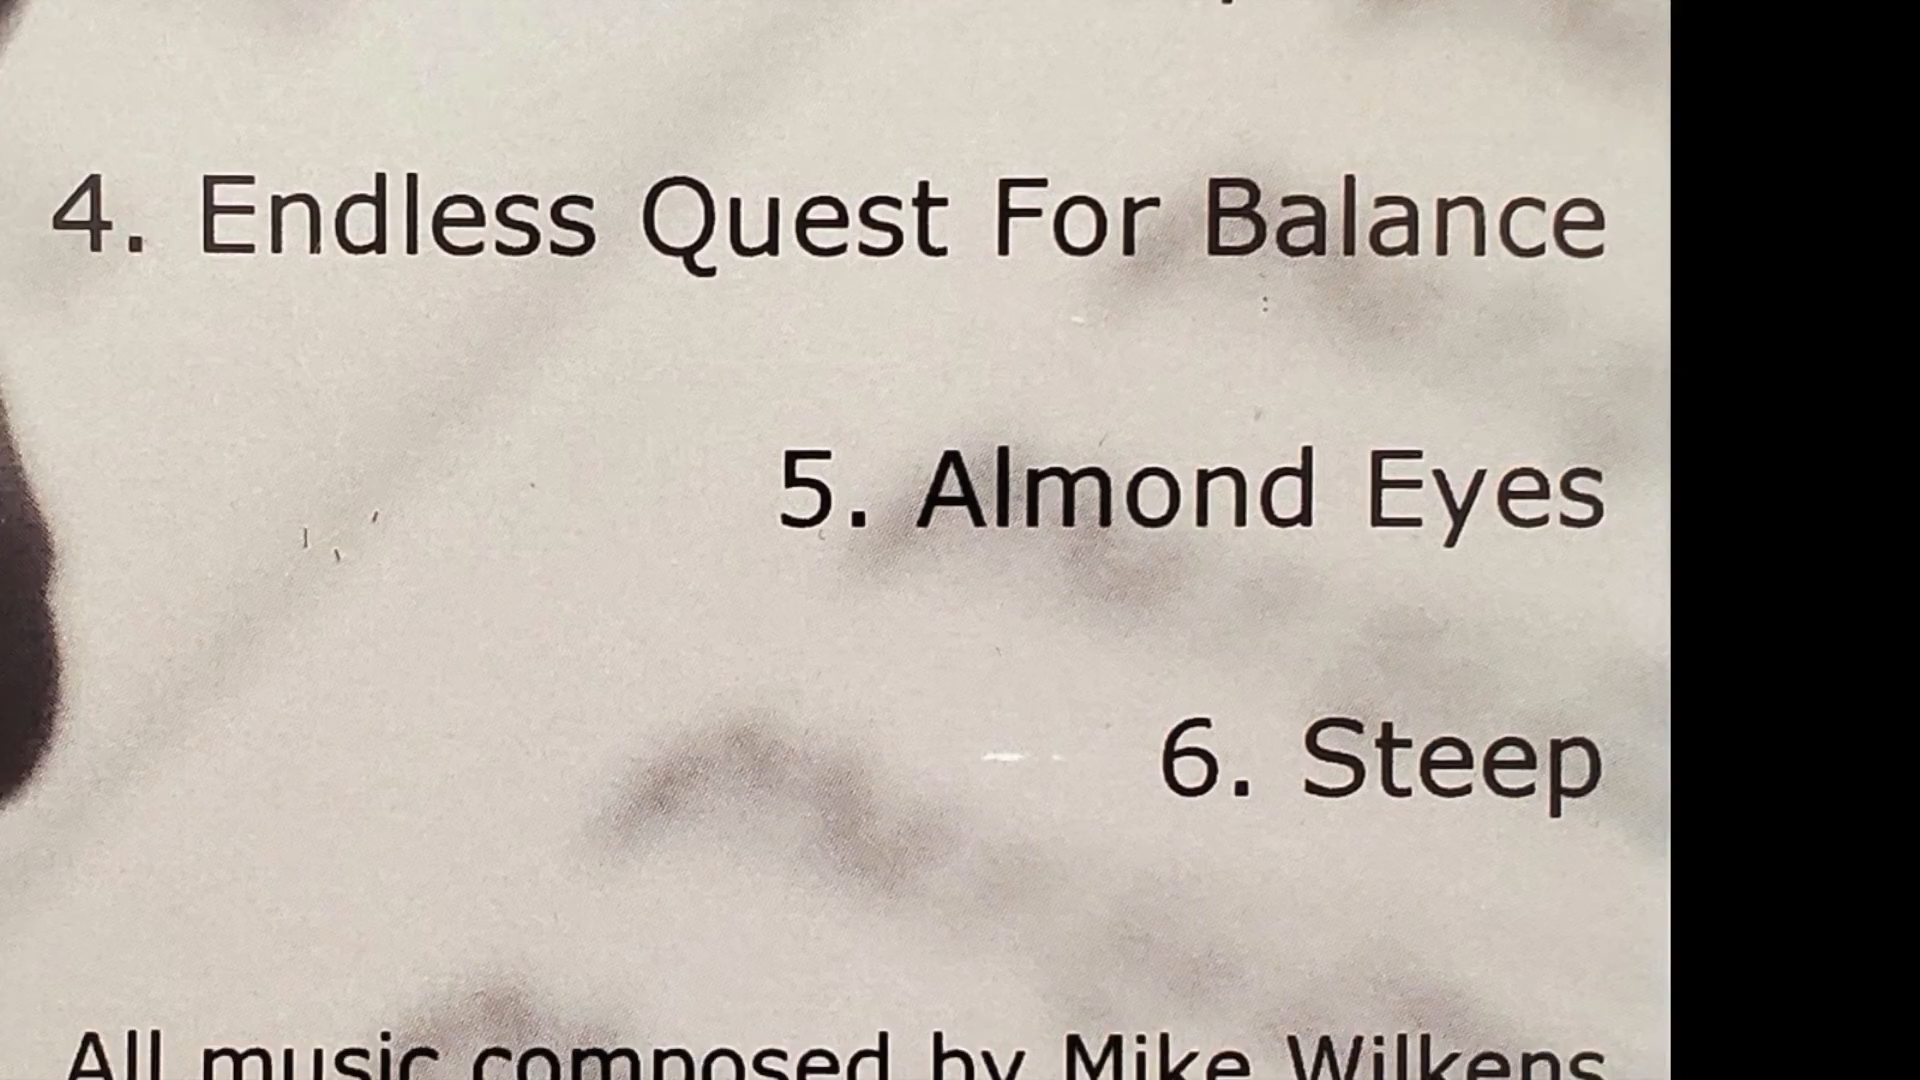 4. Endless Quest For Balance
5. Almond Eyes
6. Steep
All music composed by Mike Wilkens